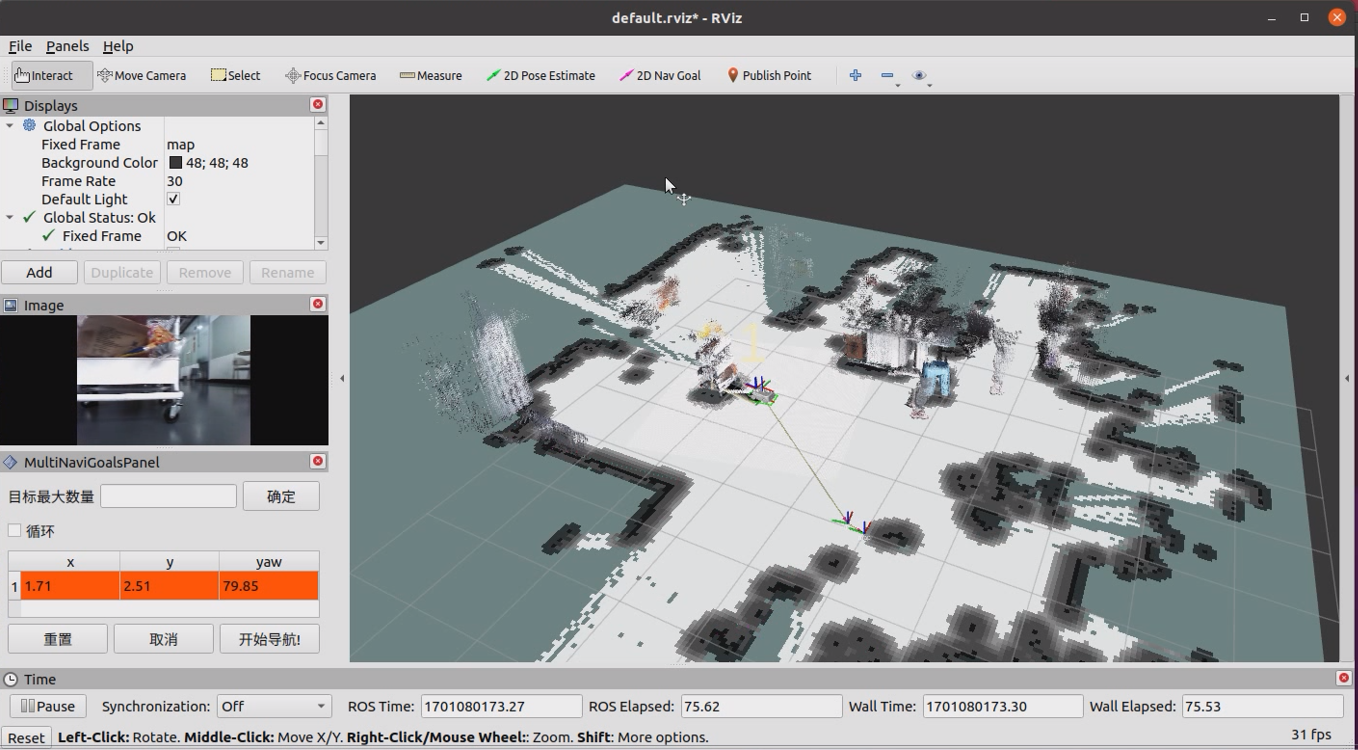 default.rviz* - RViz
File Panels Help
Interact Move Camera Select Focus Camera Measure 2D Pose Estimate 2D Nav Goal Publish Point
Displays
Global Options
Fixed Frame map
Background Color 48; 48; 48
Frame Rate 30
Default Light
Global Status: Ok
Fixed Frame OK
Add Duplicate Remove Rename
Image
MultiNaviGoalsPanel
目标最大数量 确定
循环
x y yaw
1 1.71 2.51 79.85
重置 取消 开始导航!
1
Time
Pause Synchronization: Off ROS Time: 1701080173.27 ROS Elapsed: 75.62 Wall Time: 1701080173.30 Wall Elapsed: 75.53
Reset Left-Click: Rotate. Middle-Click: Move X/Y. Right-Click/Mouse Wheel:: Zoom. Shift: More options. 31 fps